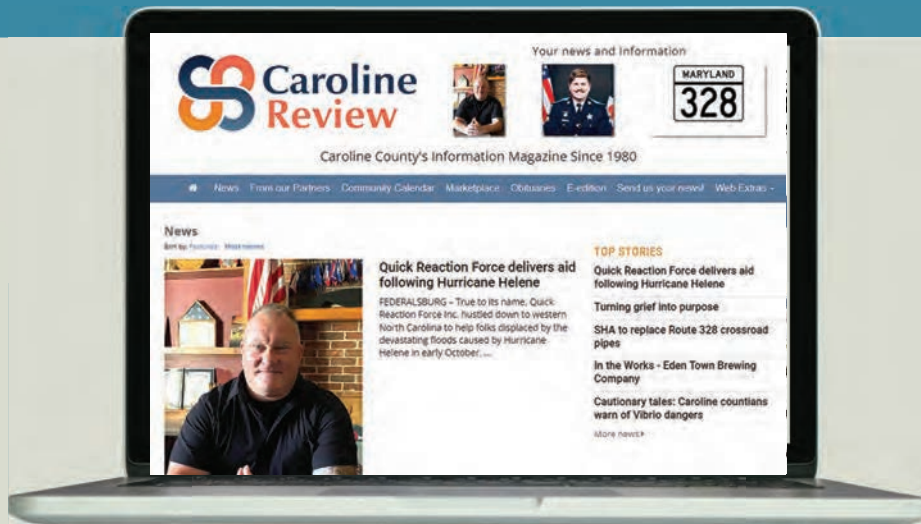 Your news and information
Caroline
Review
MARYLAND
328
Caroline County's Information Magazine Since 1980
News From our Partners Community Calendar Marketplace Obituaries E-edition Send us your news! Web Extras
News
Sort by: Featured Most recent
Quick Reaction Force delivers aid
following Hurricane Helene
FEDERALSBURG – True to its name, Quick
Reaction Force Inc. hustled down to western
North Carolina to help folks displaced by the
devastating floods caused by Hurricane
Helene in early October. ...
TOP STORIES
Quick Reaction Force delivers aid
following Hurricane Helene
Turning grief into purpose
SHA to replace Route 328 crossroad
pipes
In the Works - Eden Town Brewing
Company
Cautionary tales: Caroline countians
warn of Vibrio dangers
More news